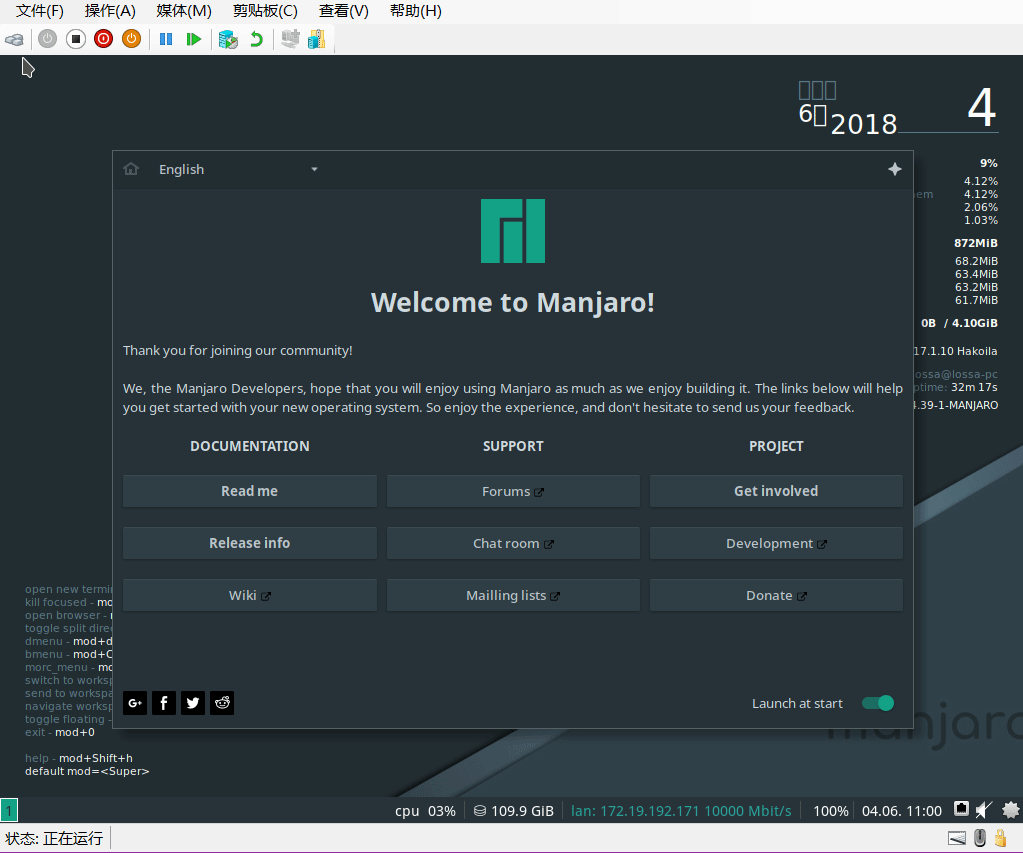 文件(F) 操作(A) 媒体(M) 剪贴板(C) 查看(V) 帮助(H)
6 2018 4
English
9%
4.12%
4.12%
2.06%
1.03%
872MiB
68.2MiB
63.4MiB
63.2MiB
61.7MiB
0B / 4.10GiB
17.1.10 Hakoila
ossa@lossa-pc
ptime: 32m 17s
.39-1-MANJARO
Welcome to Manjaro!
Thank you for joining our community!
We, the Manjaro Developers, hope that you will enjoy using Manjaro as much as we enjoy building it. The links below will help
you get started with your new operating system. So enjoy the experience, and don't hesitate to send us your feedback.
DOCUMENTATION SUPPORT PROJECT
Read me Forums Get involved
Release info Chat room Development
Wiki Mailling lists Donate
G+
Launch at start
manjaro
open new termi
kill focused - mo
open browser -
toggle split direc
dmenu - mod+d
bmenu - mod+C
morc_menu - mo
switch to worksp
send to workspa
navigate worksp
toggle floating -
exit - mod+0
help - mod+Shift+h
default mod=<Super>
1 cpu 03% 109.9 GiB lan: 172.19.192.171 10000 Mbit/s 100% 04.06. 11:00
状态: 正在运行